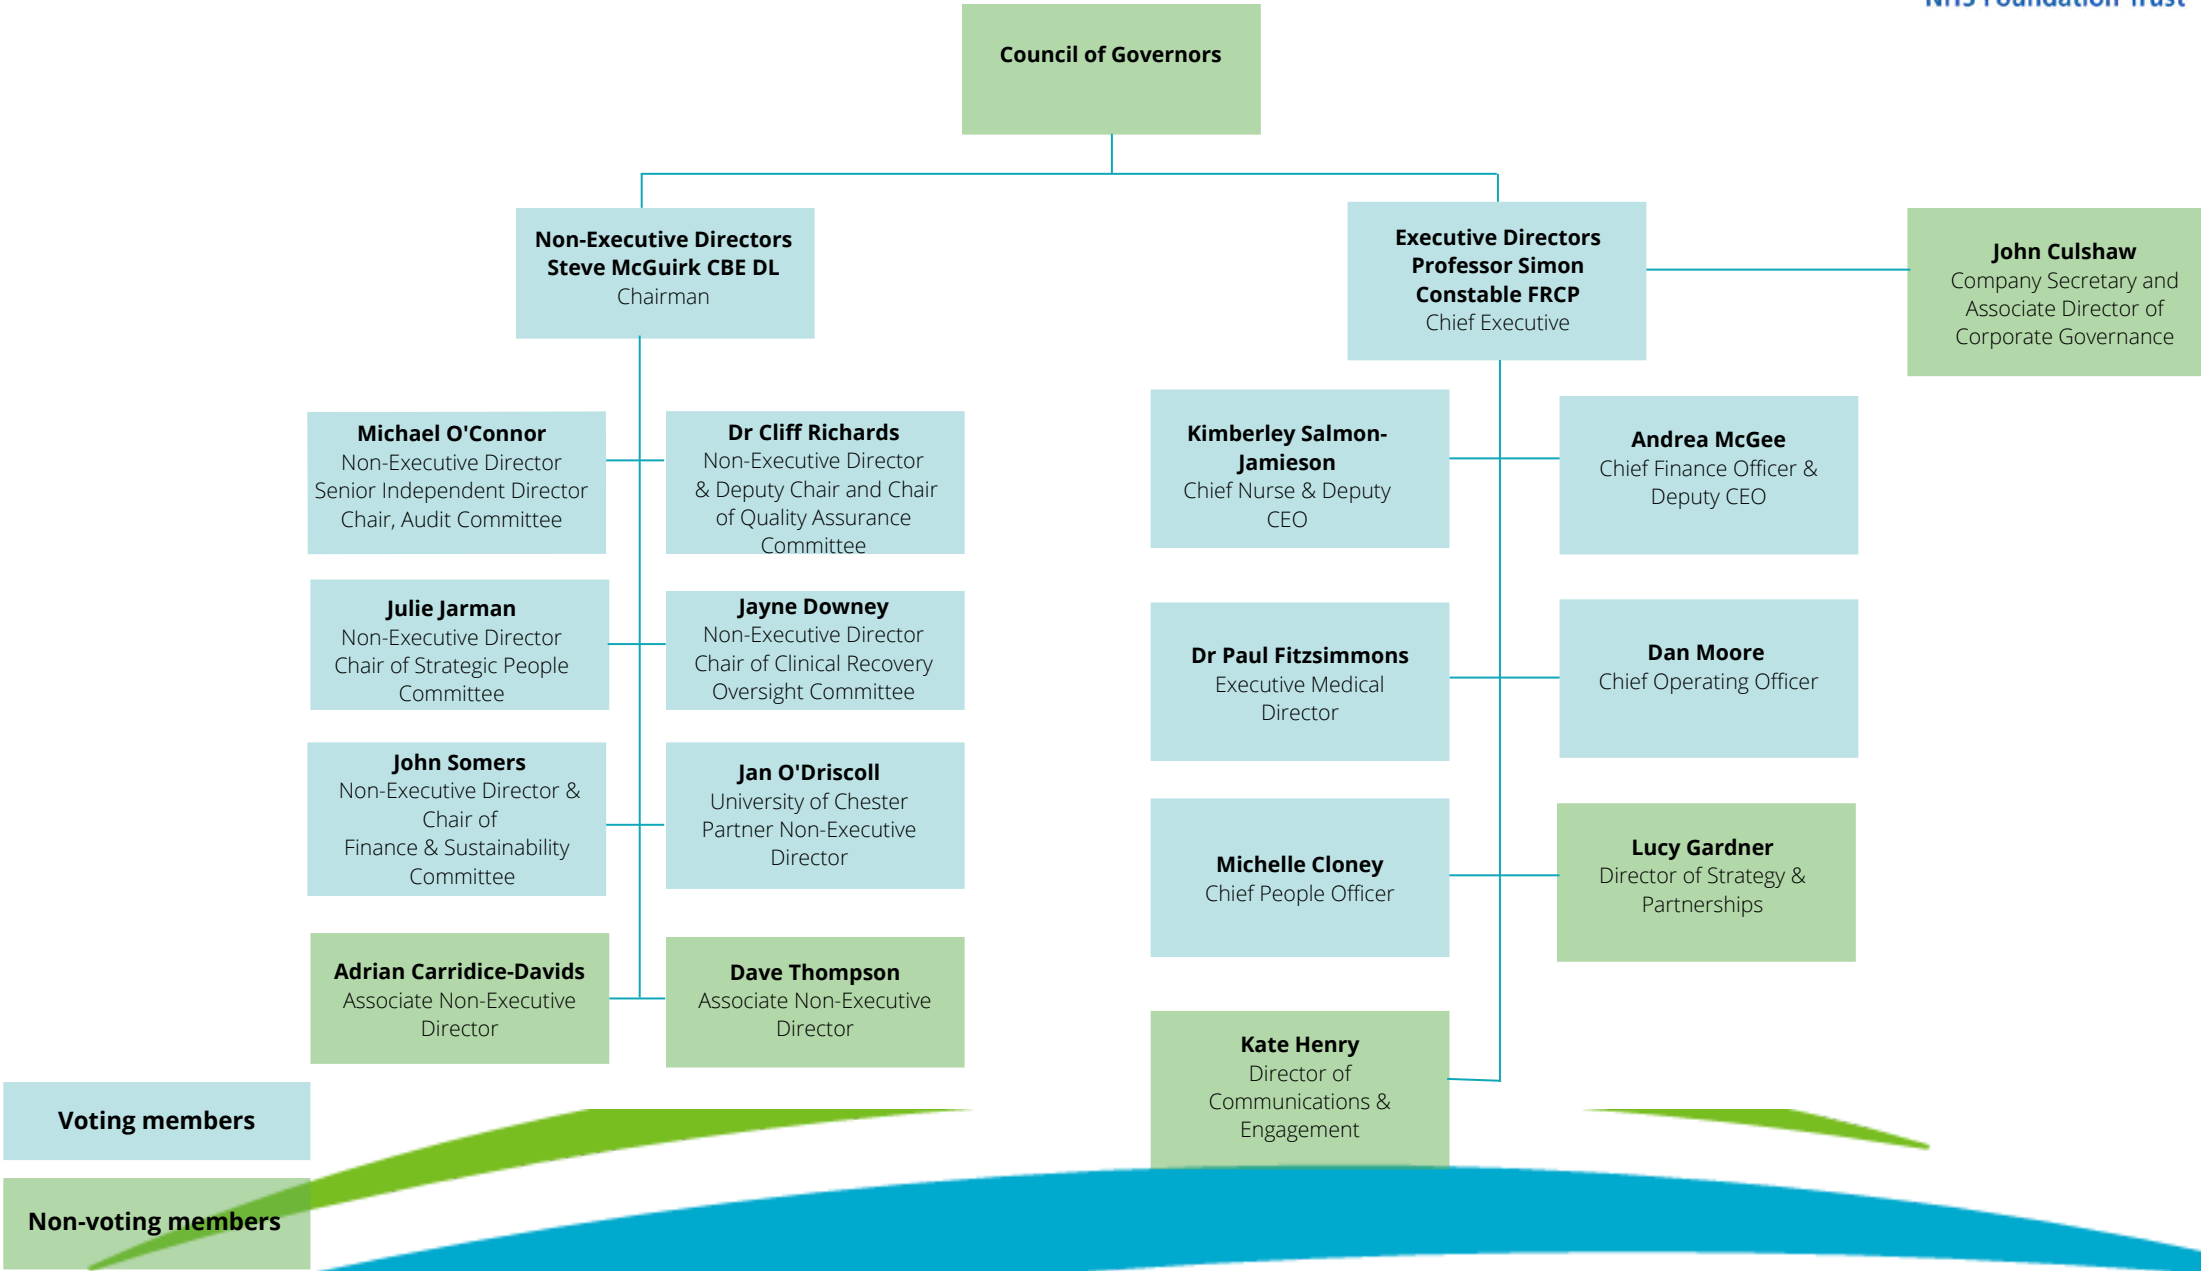 NHS Foundation Trust
Council of Governors
Non-Executive Directors
Steve McGuirk CBE DL
Chairman
Executive Directors
Professor Simon
Constable FRCP
Chief Executive
John Culshaw
Company Secretary and
Associate Director of
Corporate Governance
Michael O'Connor
Non-Executive Director
Senior Independent Director
Chair, Audit Committee
Dr Cliff Richards
Non-Executive Director
& Deputy Chair and Chair
of Quality Assurance
Committee
Kimberley Salmon-
Jamieson
Chief Nurse & Deputy
CEO
Andrea McGee
Chief Finance Officer &
Deputy CEO
Julie Jarman
Non-Executive Director
Chair of Strategic People
Committee
Jayne Downey
Non-Executive Director
Chair of Clinical Recovery
Oversight Committee
Dr Paul Fitzsimmons
Executive Medical
Director
Dan Moore
Chief Operating Officer
John Somers
Non-Executive Director &
Chair of
Finance & Sustainability
Committee
Jan O'Driscoll
University of Chester
Partner Non-Executive
Director
Michelle Cloney
Chief People Officer
Lucy Gardner
Director of Strategy &
Partnerships
Adrian Carridice-Davids
Associate Non-Executive
Director
Dave Thompson
Associate Non-Executive
Director
Kate Henry
Director of
Communications &
Engagement
Voting members
Non-voting members